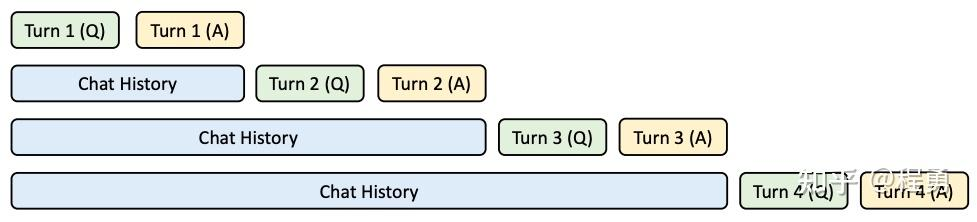 Turn 1 (Q) Turn 1 (A)
Chat History Turn 2 (Q) Turn 2 (A)
Chat History Turn 3 (Q) Turn 3 (A)
Chat History Turn 4 (Q) Turn 4 (A)
知乎 @程勇